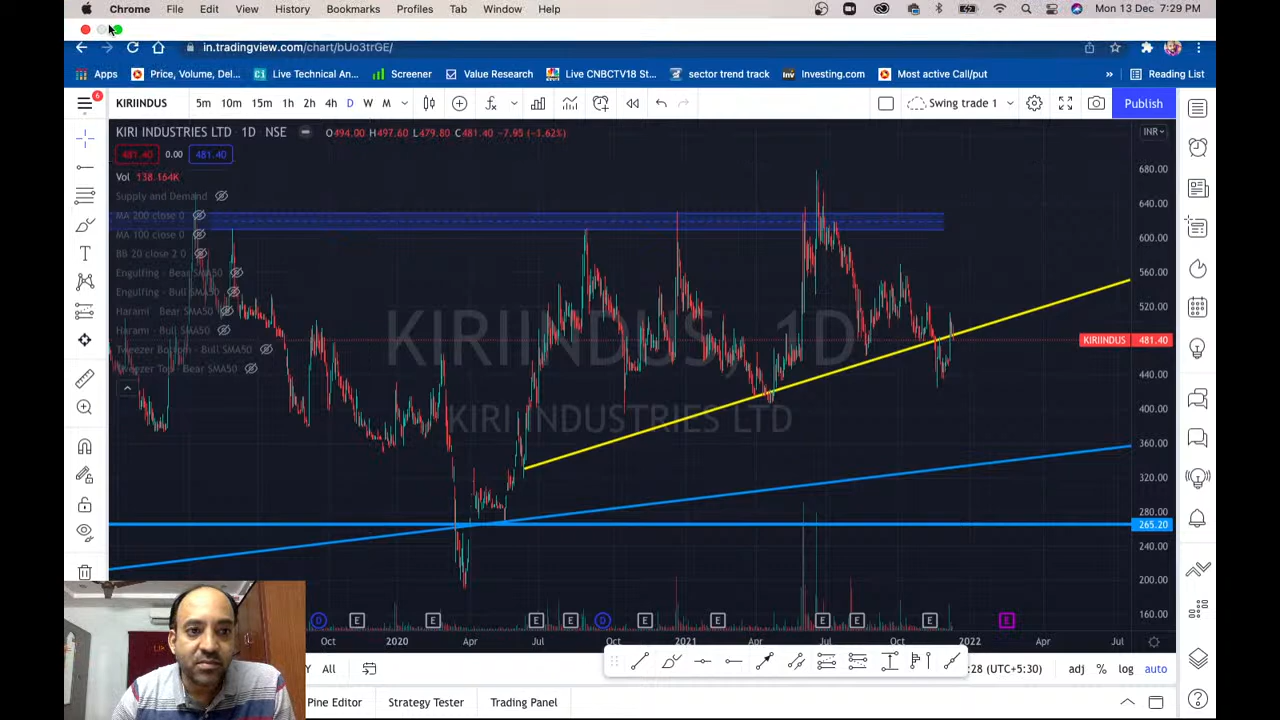 Chrome File Edit View History Bookmarks Profiles Tab Window Help Mon 13 Dec 7:29 PM
in.tradingview.com/chart/bUo3trGE/
Apps Price, Volume, Del... Live Technical An... Screener Value Research Live CNBCTV18 St... sector trend track Investing.com Most active Call/put » Reading List
6
KIRIINDUS 5m 10m 15m 1h 2h 4h D W M Swing trade 1 Publish
KIRI INDUSTRIES LTD 1D NSE O494.00 H497.60 L479.80 C481.40 -7.95 (-1.62%) INR
481.40 0.00 481.40
Vol 138.164K
Supply and Demand
MA 200 close 0
MA 100 close 0
BB 20 close 2 0
Engulfing - Bear SMA50
Engulfing - Bull SMA50
Harami - Bear SMA50
Harami - Bull SMA50
Tweezer Bottom - Bull SMA50
Tweezer Top - Bear SMA50
KIRIINDUS, 1D
KIRI INDUSTRIES LTD
680.00
640.00
600.00
560.00
520.00
KIRIINDUS 481.40
440.00
400.00
360.00
320.00
280.00
265.20
240.00
200.00
160.00
D E E E E D E E E E E E
Oct 2020 Apr Jul Oct 2021 Apr Jul Oct 2022 Apr Jul
Y All :28 (UTC+5:30) adj % log auto
Pine Editor Strategy Tester Trading Panel